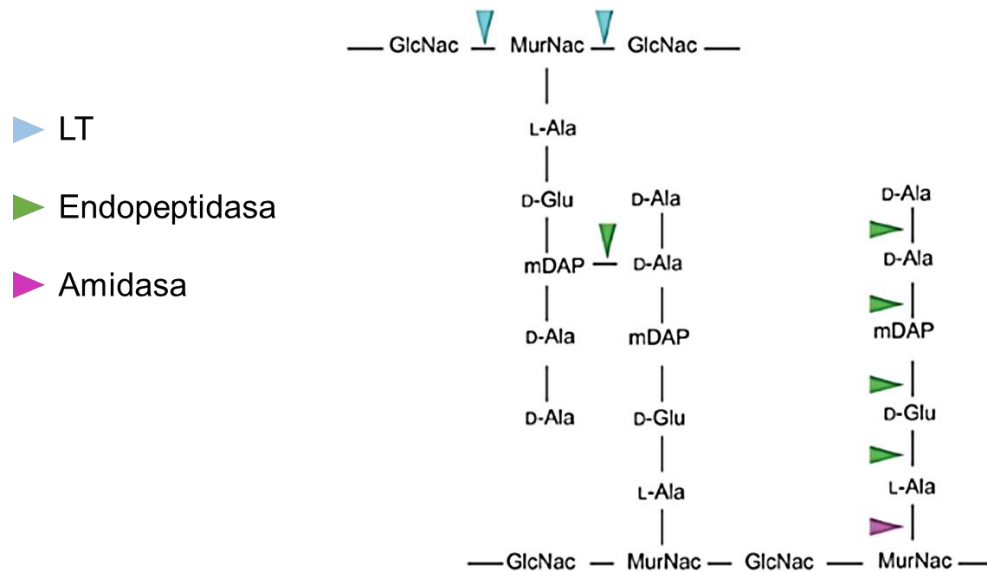 — GlcNac — MurNac — GlcNac —
LT
Endopeptidasa
Amidasa
L-Ala
D-Glu
mDAP — D-Ala
D-Ala
D-Ala
D-Ala
mDAP
D-Glu
L-Ala
D-Ala
D-Ala
mDAP
D-Glu
L-Ala
— GlcNac — MurNac — GlcNac — MurNac —